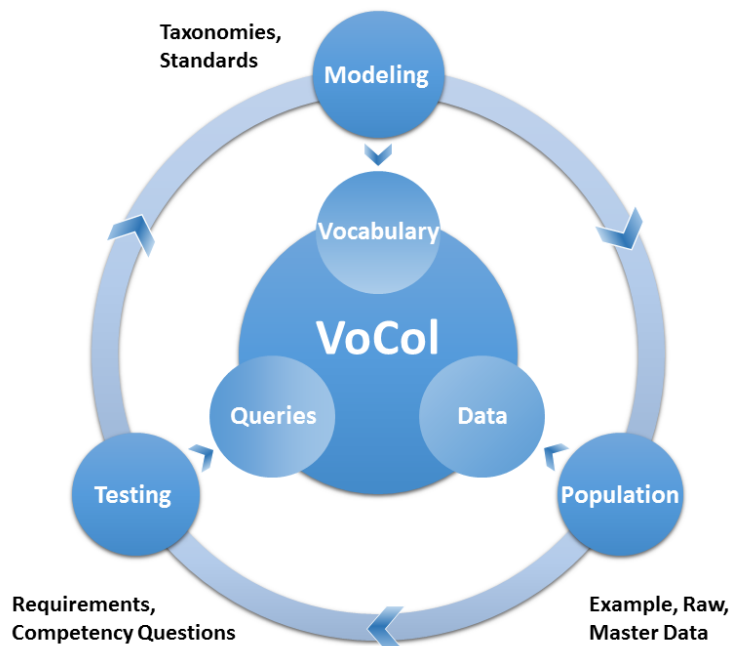 Taxonomies,
Standards
Modeling
Vocabulary
VoCol
Queries
Data
Testing
Population
Requirements,
Competency Questions
Example, Raw,
Master Data